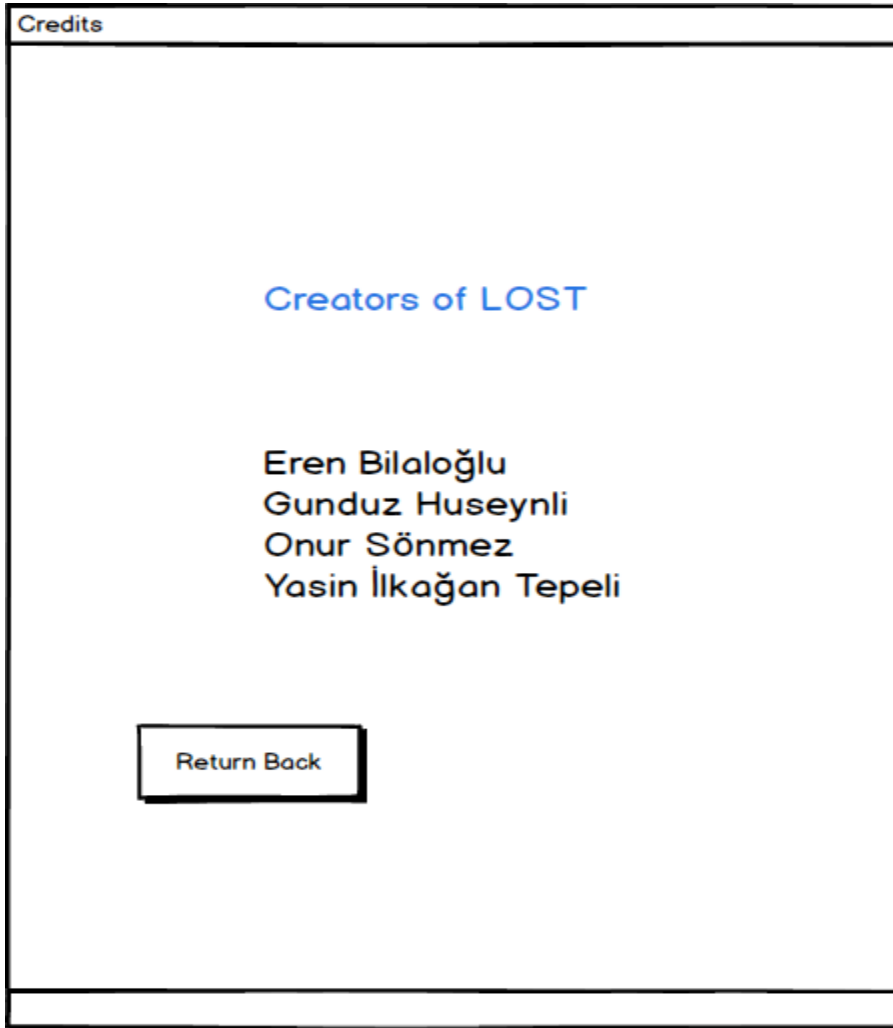 Credits
Creators of LOST
Eren Bilaloğlu
Gunduz Huseynli
Onur Sönmez
Yasin İlkağan Tepeli
Return Back